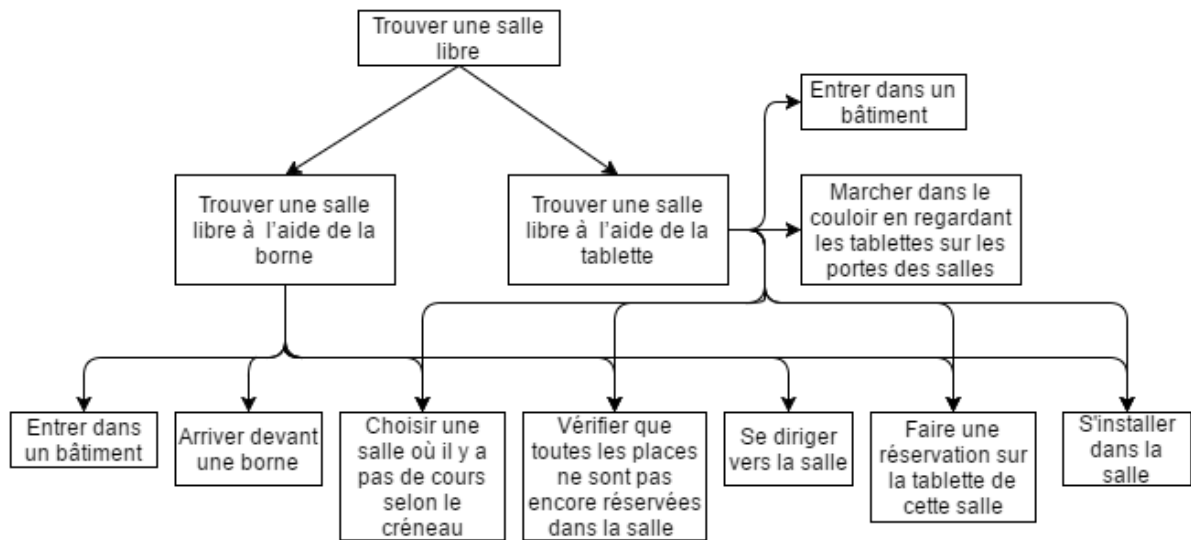 Trouver une salle
libre
Entrer dans un
bâtiment
Trouver une salle
libre à l'aide de la
borne
Trouver une salle
libre à l'aide de la
tablette
Marcher dans le
couloir en regardant
les tablettes sur les
portes des salles
Entrer dans
un bâtiment
Arriver devant
une borne
Choisir une
salle où il y a
pas de cours
selon le
créneau
Vérifier que
toutes les places
ne sont pas
encore réservées
dans la salle
Se diriger
vers la salle
Faire une
réservation sur
la tablette de
cette salle
S'installer
dans la
salle